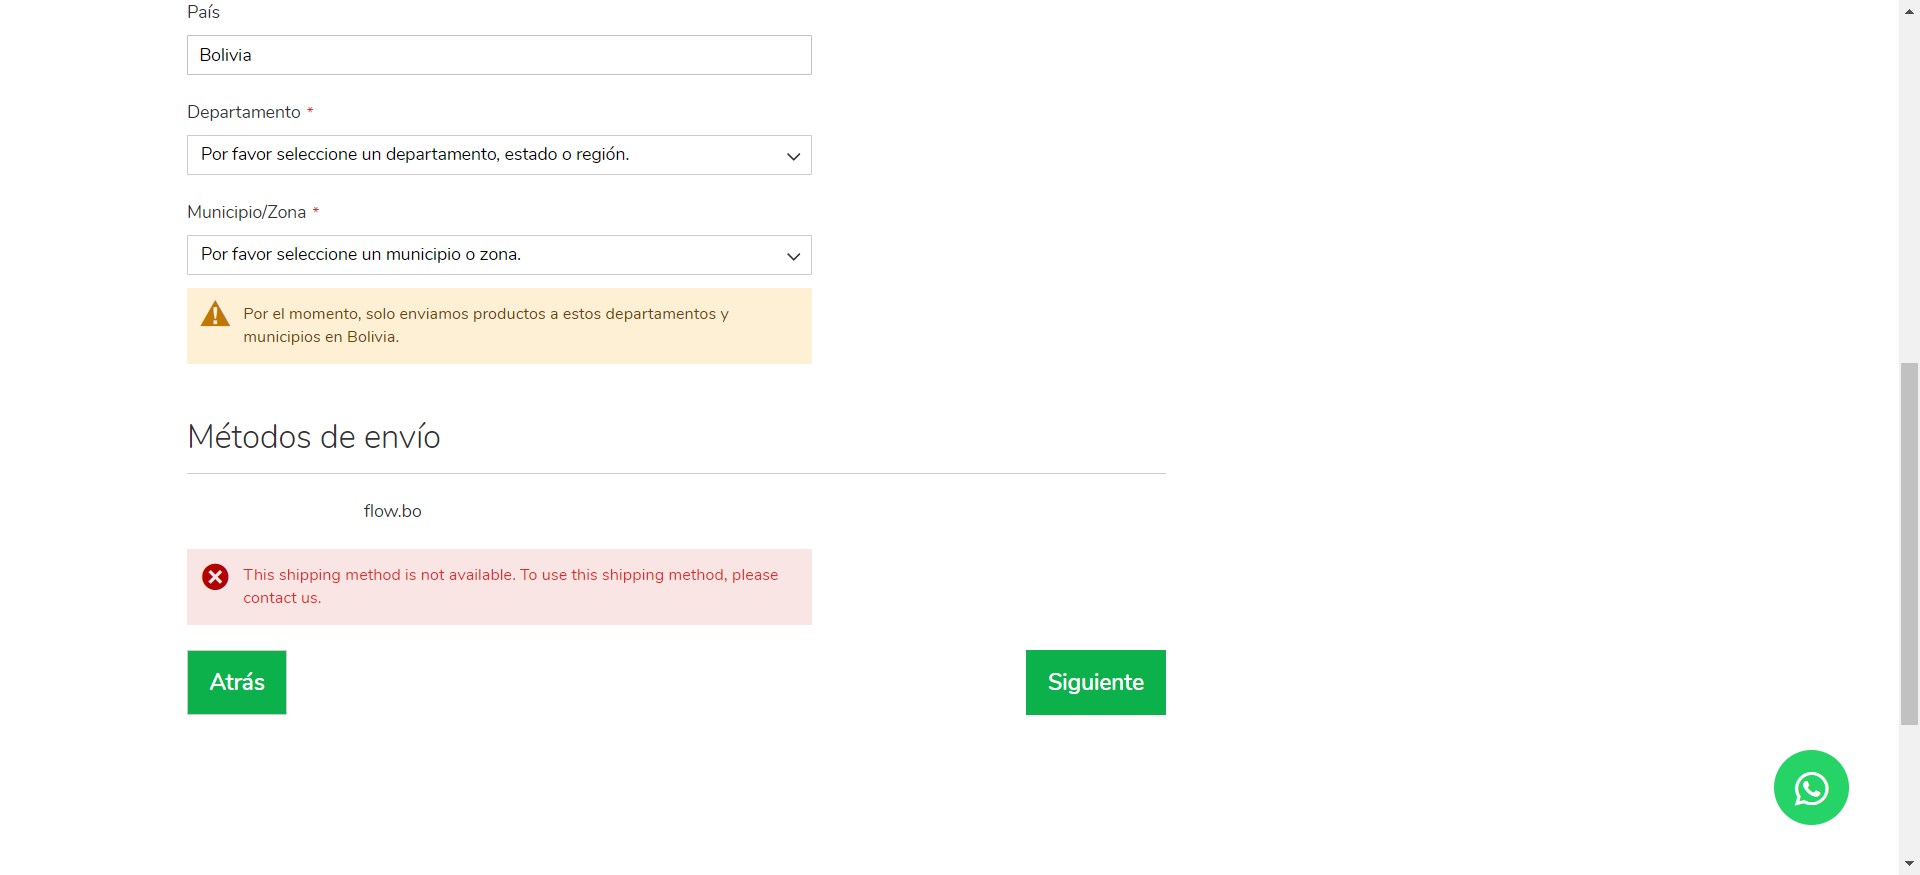 País
Bolivia
Departamento *
Por favor seleccione un departamento, estado o región.
Municipio/Zona *
Por favor seleccione un municipio o zona.
Por el momento, solo enviamos productos a estos departamentos y
municipios en Bolivia.
Métodos de envío
flow.bo
This shipping method is not available. To use this shipping method, please
contact us.
Atrás
Siguiente